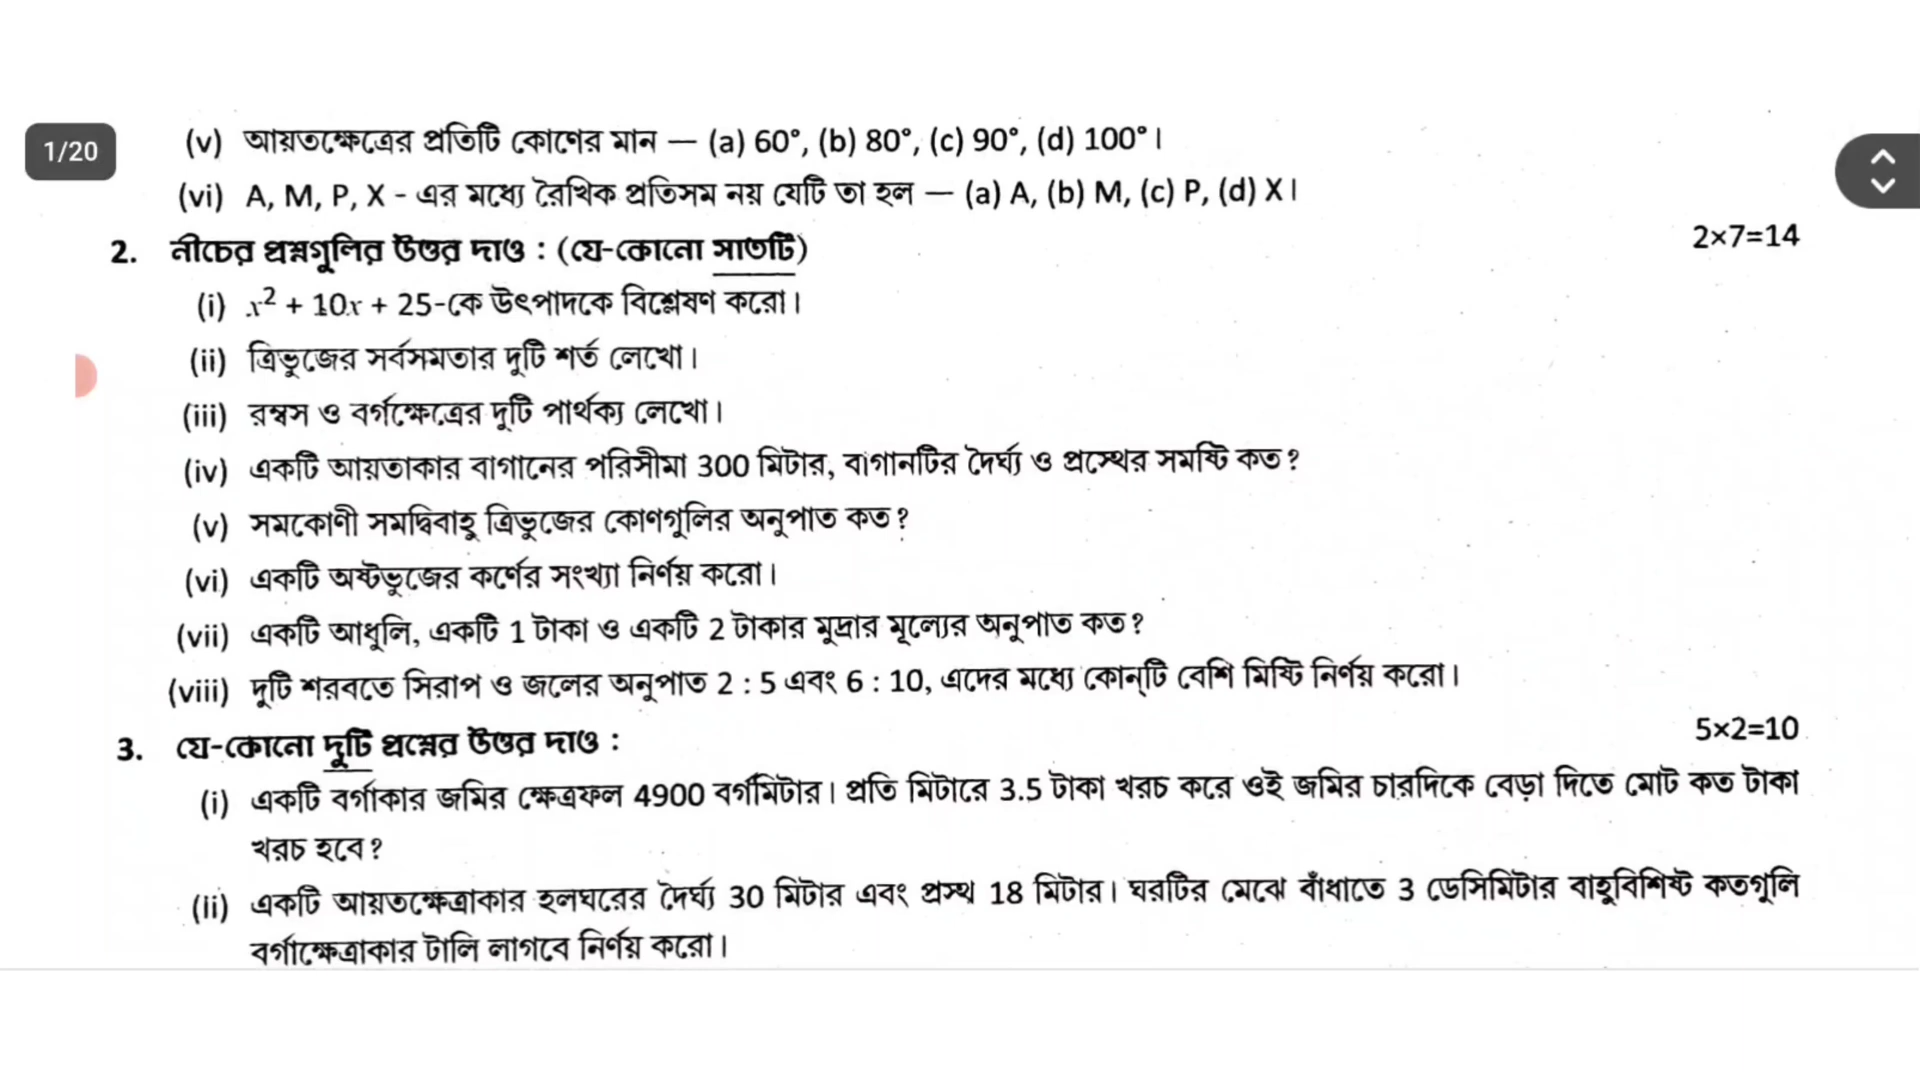 1/20
(v) আয়তক্ষেত্রের প্রতিটি কোণের মান — (a) 60°, (b) 80°, (c) 90°, (d) 100°।
(vi) A, M, P, X - এর মধ্যে রৈখিক প্রতিসম নয় যেটি তা হল — (a) A, (b) M, (c) P, (d) X।
2. নীচের প্রশ্নগুলির উত্তর দাও : (যে-কোনো সাতটি) 2×7=14
(i) x² + 10x + 25-কে উৎপাদকে বিশ্লেষণ করো।
(ii) ত্রিভুজের সর্বসমতার দুটি শর্ত লেখো।
(iii) রম্বস ও বর্গক্ষেত্রের দুটি পার্থক্য লেখো।
(iv) একটি আয়তাকার বাগানের পরিসীমা 300 মিটার, বাগানটির দৈর্ঘ্য ও প্রস্থের সমষ্টি কত?
(v) সমকোণী সমদ্বিবাহু ত্রিভুজের কোণগুলির অনুপাত কত?
(vi) একটি অষ্টভুজের কর্ণের সংখ্যা নির্ণয় করো।
(vii) একটি আধুলি, একটি 1 টাকা ও একটি 2 টাকার মুদ্রার মূল্যের অনুপাত কত?
(viii) দুটি শরবতে সিরাপ ও জলের অনুপাত 2 : 5 এবং 6 : 10, এদের মধ্যে কোন্‌টি বেশি মিষ্টি নির্ণয় করো।
3. যে-কোনো দুটি প্রশ্নের উত্তর দাও : 5×2=10
(i) একটি বর্গাকার জমির ক্ষেত্রফল 4900 বর্গমিটার। প্রতি মিটারে 3.5 টাকা খরচ করে ওই জমির চারদিকে বেড়া দিতে মোট কত টাকা
খরচ হবে?
(ii) একটি আয়তক্ষেত্রাকার হলঘরের দৈর্ঘ্য 30 মিটার এবং প্রস্থ 18 মিটার। ঘরটির মেঝে বাঁধাতে 3 ডেসিমিটার বাহুবিশিষ্ট কতগুলি
বর্গাক্ষেত্রাকার টালি লাগবে নির্ণয় করো।